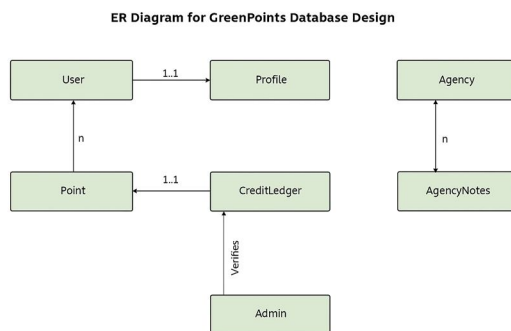 ER Diagram for GreenPoints Database Design
User
1..1
Profile
Agency
n
n
Point
1..1
CreditLedger
AgencyNotes
Verifies
Admin